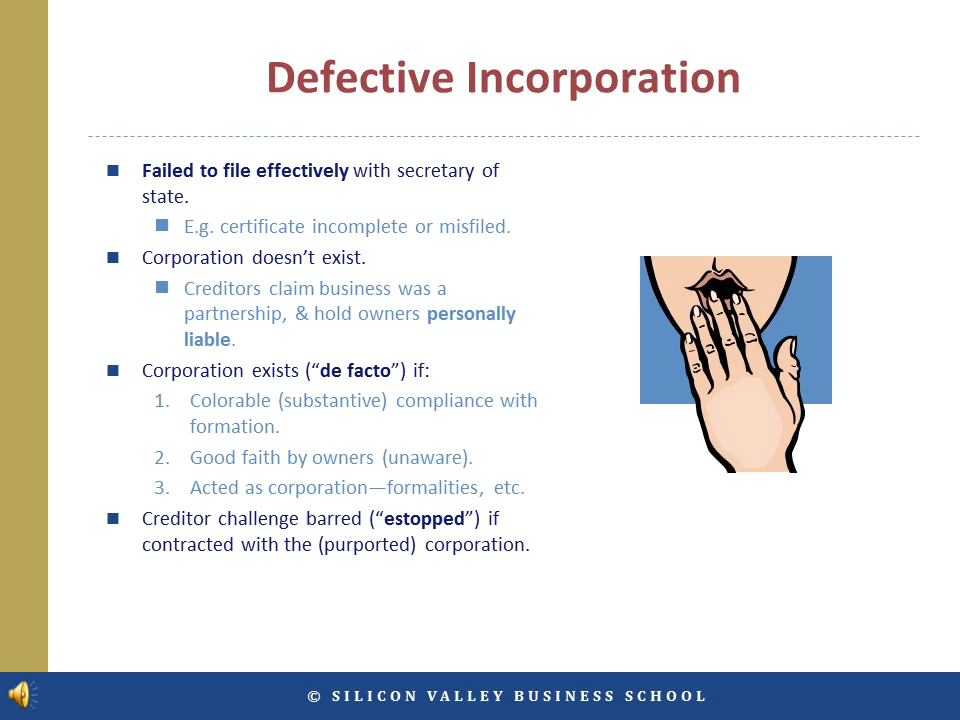 Defective Incorporation
Failed to file effectively with secretary of
state.
E.g. certificate incomplete or misfiled.
Corporation doesn’t exist.
Creditors claim business was a
partnership, & hold owners personally
liable.
Corporation exists (“de facto”) if:
1. Colorable (substantive) compliance with
formation.
2. Good faith by owners (unaware).
3. Acted as corporation—formalities, etc.
Creditor challenge barred (“estopped”) if
contracted with the (purported) corporation.
© SILICON VALLEY BUSINESS SCHOOL